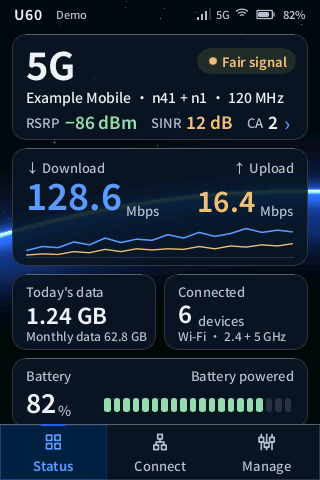 U60 Demo 5G 82%
5G Fair signal
Example Mobile • n41 + n1 • 120 MHz
RSRP −86 dBm SINR 12 dB CA 2 ›
↓ Download ↑ Upload
128.6 Mbps 16.4 Mbps
Today's data
1.24 GB
Monthly data 62.8 GB
Connected
6 devices
Wi-Fi • 2.4 + 5 GHz
Battery Battery powered
82%
Status Connect Manage